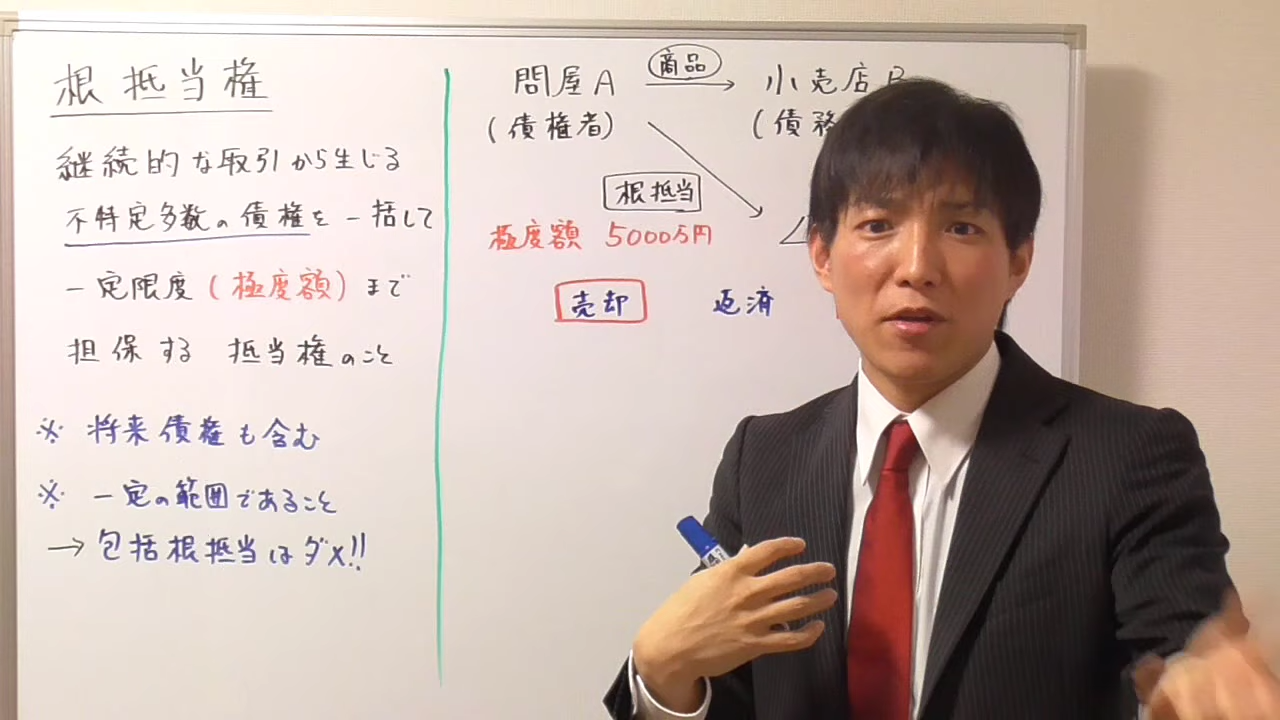 根抵当権
継続的な取引から生じる
不特定多数の債権を一括して
一定限度(極度額)まで
担保する 抵当権のこと
※ 将来債権も含む
※ 一定の範囲であること
→包括根抵当はダメ!!
商品
問屋A → 小売店B
(債権者) (債務
根抵当
極度額 5000万円
売却 返済